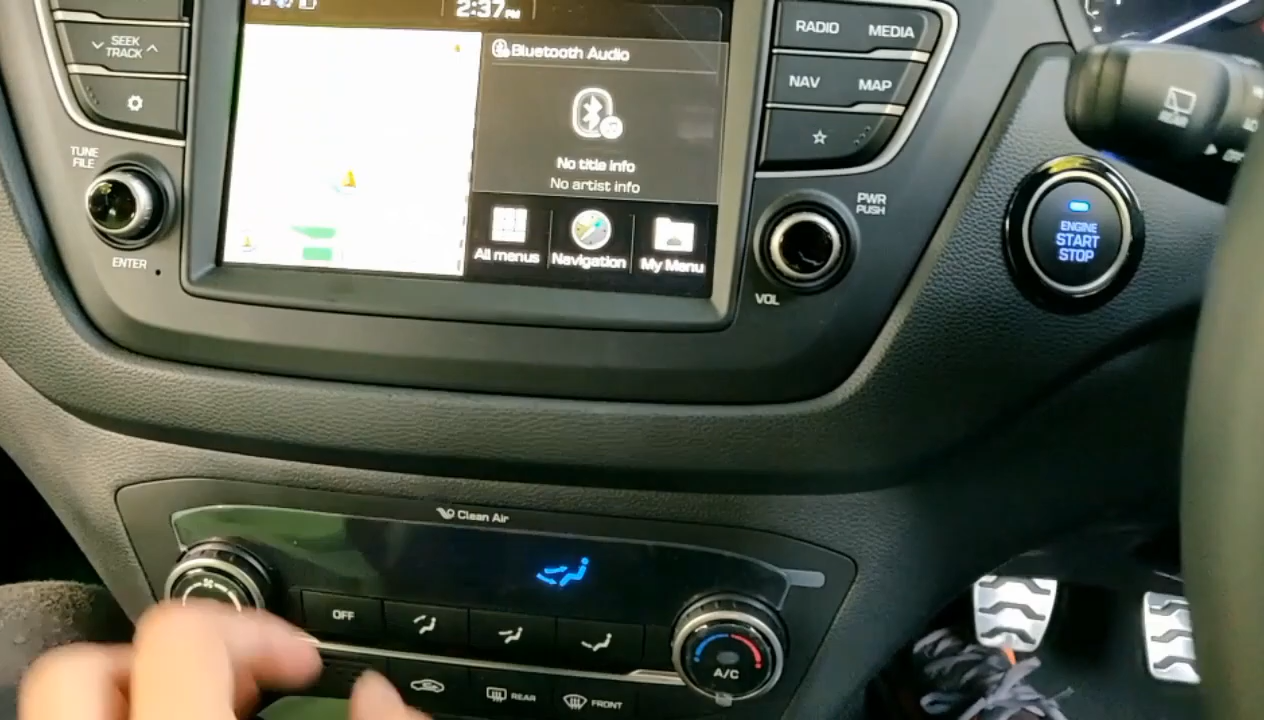 2:37PM
SEEK
TRACK
TUNE
FILE
ENTER
Bluetooth Audio
No title info
No artist info
All menus
Navigation
My Menu
RADIO
MEDIA
NAV
MAP
PWR
PUSH
VOL
ENGINE
START
STOP
Clean Air
OFF
A/C
REAR
FRONT